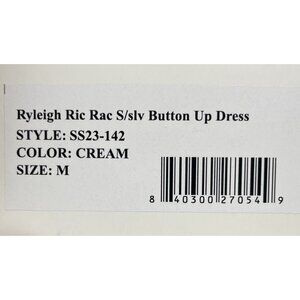 Ryleigh Ric Rac S/slv Button Up Dress
STYLE: SS23-142
COLOR: CREAM
SIZE: M
8 40300 27054 9